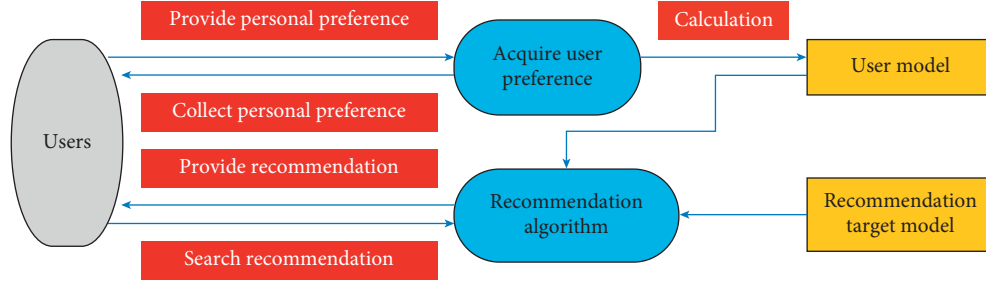 Provide personal preference
Calculation
Acquire user
preference
User model
Collect personal preference
Users
Provide recommendation
Recommendation
algorithm
Recommendation
target model
Search recommendation